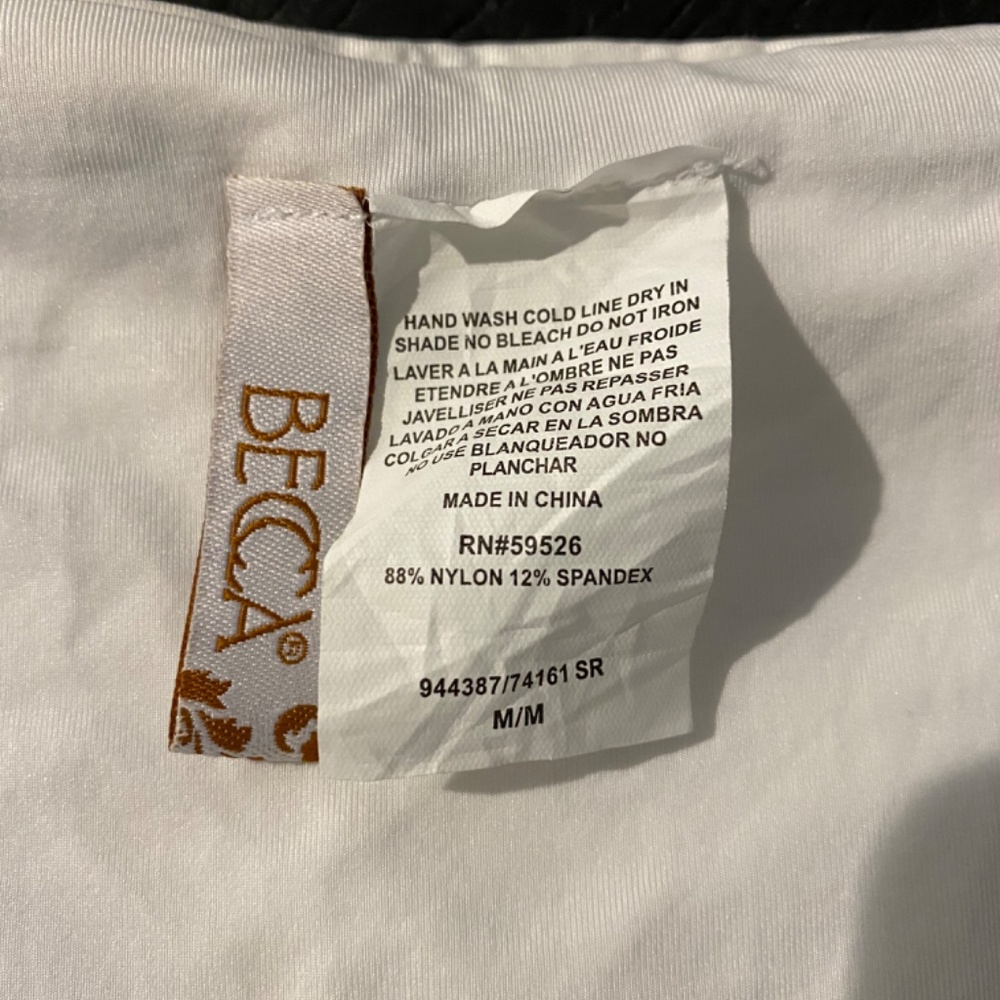 BECCA®
HAND WASH COLD LINE DRY IN
SHADE NO BLEACH DO NOT IRON
LAVER A LA MAIN A L'EAU FROIDE
ETENDRE A L'OMBRE NE PAS
JAVELLISER NE PAS REPASSER
LAVADO A MANO CON AGUA FRIA
COLGAR A SECAR EN LA SOMBRA
NO USE BLANQUEADOR NO
PLANCHAR
MADE IN CHINA
RN#59526
88% NYLON 12% SPANDEX
944387/74161 SR
M/M